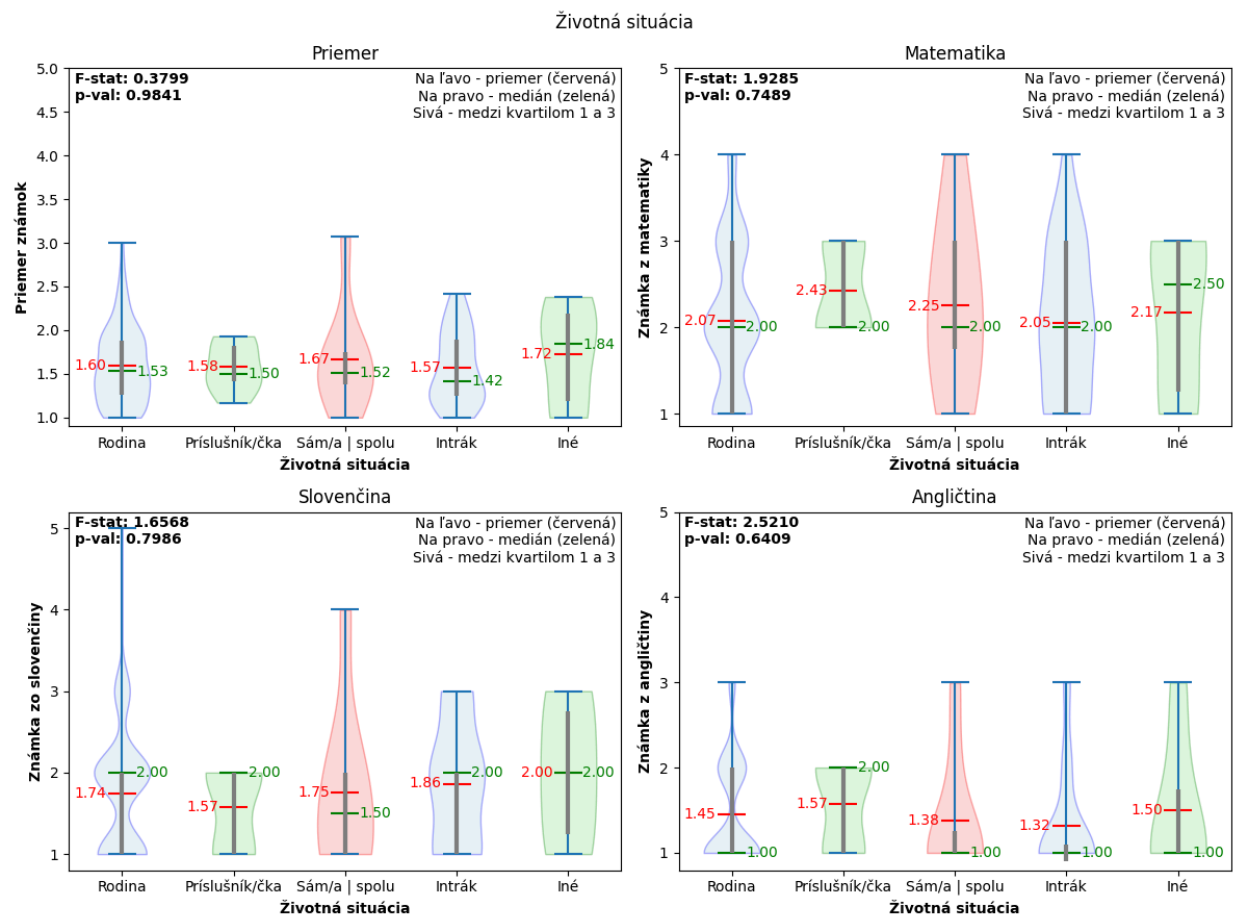 Životná situácia
Priemer
F-stat: 0.3799
p-val: 0.9841
Na ľavo - priemer (červená)
Na pravo - medián (zelená)
Sivá - medzi kvartilom 1 a 3
Priemer známok
5.0
4.5
4.0
3.5
3.0
2.5
2.0
1.5
1.0
1.60
1.53
1.58
1.50
1.67
1.52
1.57
1.42
1.72
1.84
Rodina
Príslušník/čka
Sám/a | spolu
Intrák
Iné
Životná situácia
Matematika
F-stat: 1.9285
p-val: 0.7489
Na ľavo - priemer (červená)
Na pravo - medián (zelená)
Sivá - medzi kvartilom 1 a 3
Známka z matematiky
5
4
3
2
1
2.07
2.00
2.43
2.00
2.25
2.00
2.05
2.00
2.17
2.50
Rodina
Príslušník/čka
Sám/a | spolu
Intrák
Iné
Životná situácia
Slovenčina
F-stat: 1.6568
p-val: 0.7986
Na ľavo - priemer (červená)
Na pravo - medián (zelená)
Sivá - medzi kvartilom 1 a 3
Známka zo slovenčiny
5
4
3
2
1
1.74
2.00
1.57
2.00
1.75
1.50
1.86
2.00
2.00
2.00
Rodina
Príslušník/čka
Sám/a | spolu
Intrák
Iné
Životná situácia
Angličtina
F-stat: 2.5210
p-val: 0.6409
Na ľavo - priemer (červená)
Na pravo - medián (zelená)
Sivá - medzi kvartilom 1 a 3
Známka z angličtiny
5
4
3
2
1
1.45
1.00
1.57
2.00
1.38
1.00
1.32
1.00
1.50
1.00
Rodina
Príslušník/čka
Sám/a | spolu
Intrák
Iné
Životná situácia